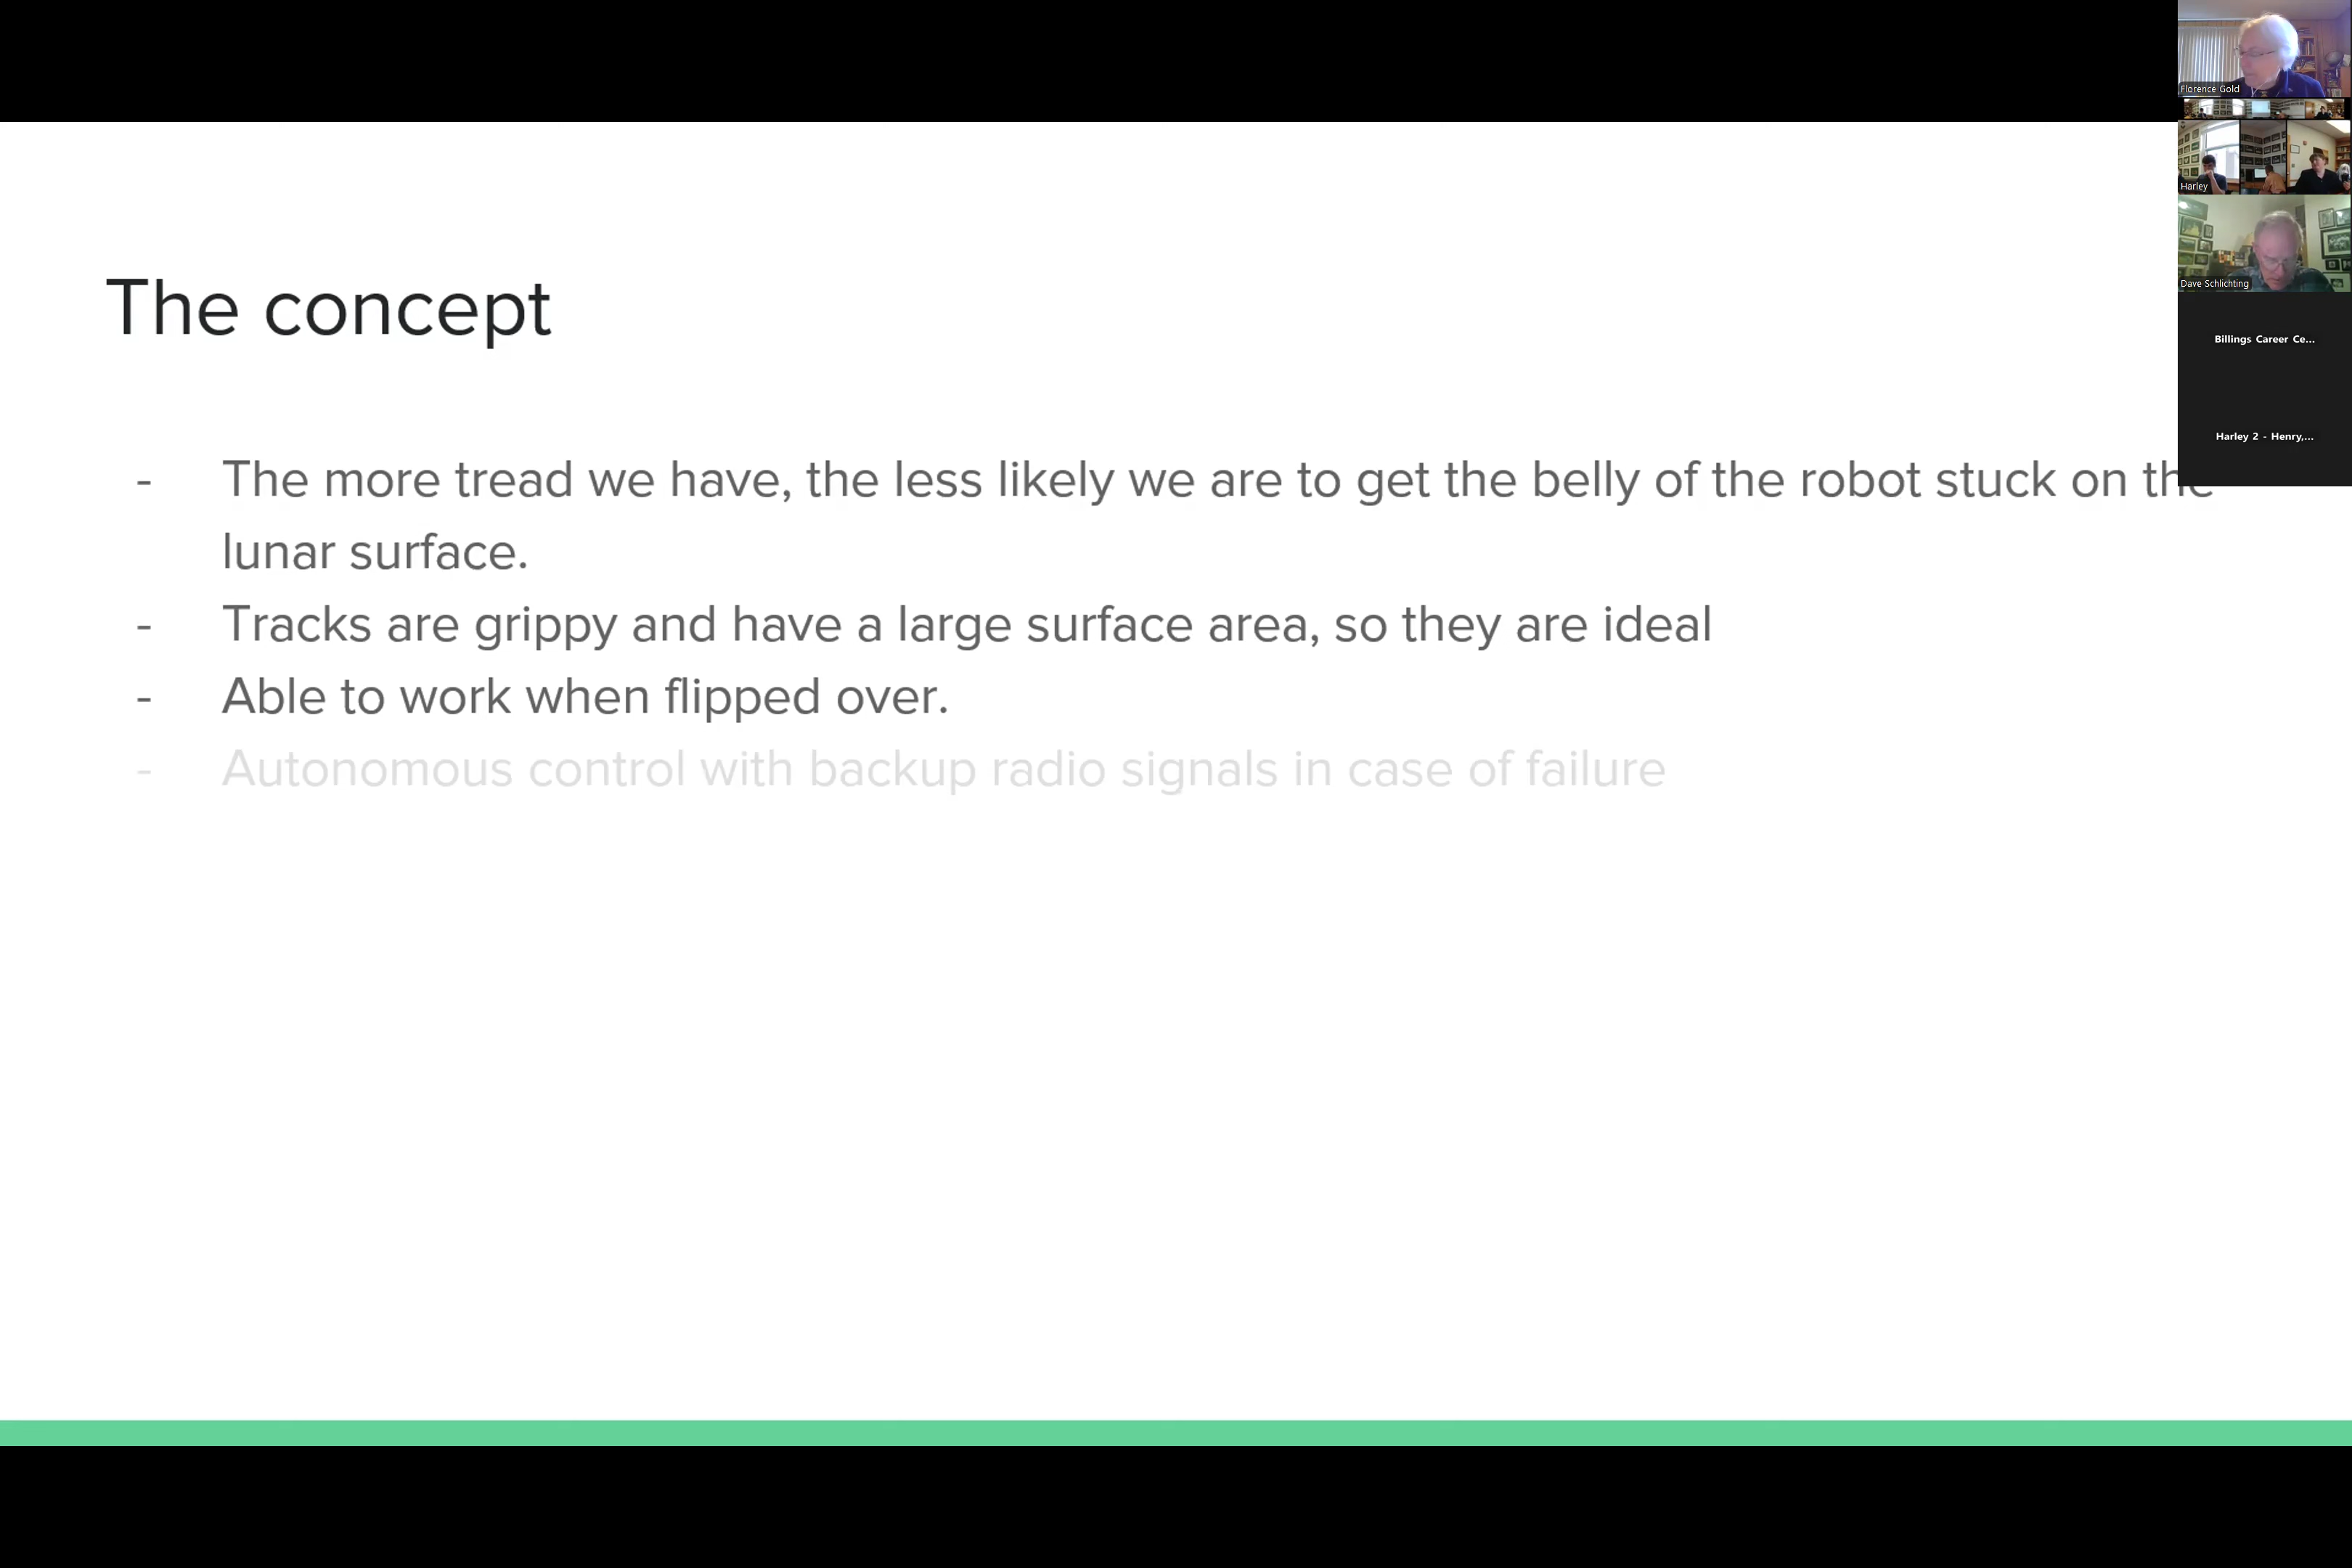 The concept
- The more tread we have, the less likely we are to get the belly of the robot stuck on the
lunar surface.
- Tracks are grippy and have a large surface area, so they are ideal
- Able to work when flipped over.
- Autonomous control with backup radio signals in case of failure
Florence Gold
Harley
Dave Schlichting
Billings Career Ce...
Harley 2 - Henry,...